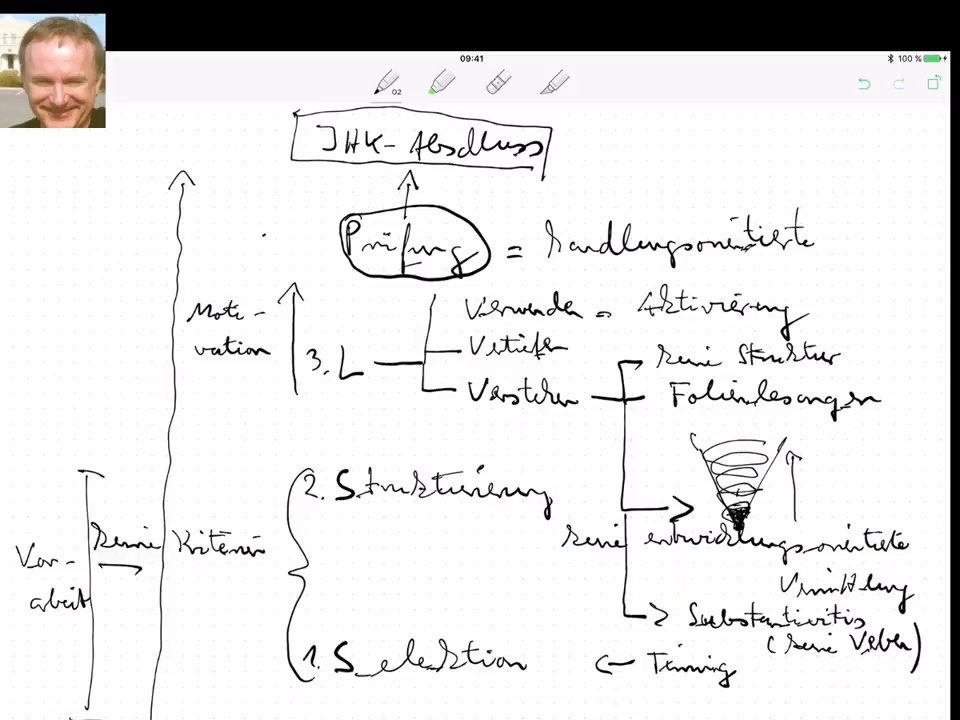 09:41
100 %
02
IHK-Abschluss
Prüfung = handlungsorientierte
Moti-
vation
Verwenden = Aktivierung
Vertiefen
3. L
Verstehen
keine Struktur
Folienlesungen
2. Strukturierung
Vor-
arbeit
keine Kriterien
keine entwicklungsorientierte
Vermittlung
Substantivitis
(keine Verben)
1. Selektion
Timing